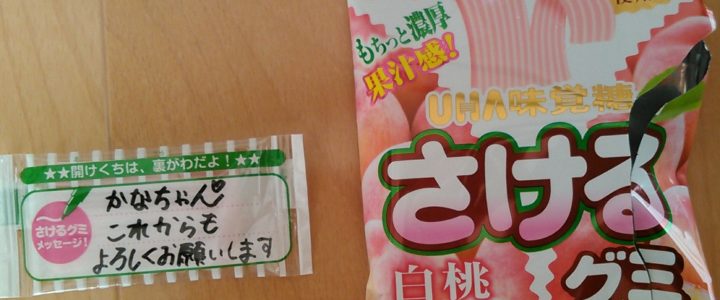 ★★開けくちは、裏がわだよ!★★
さけるグミ
メッセージ!
かなちゃん♥
これからも
よろしくお願いします
もちっと濃厚
果汁感!
UHA味覚糖
さける
グミ
白桃